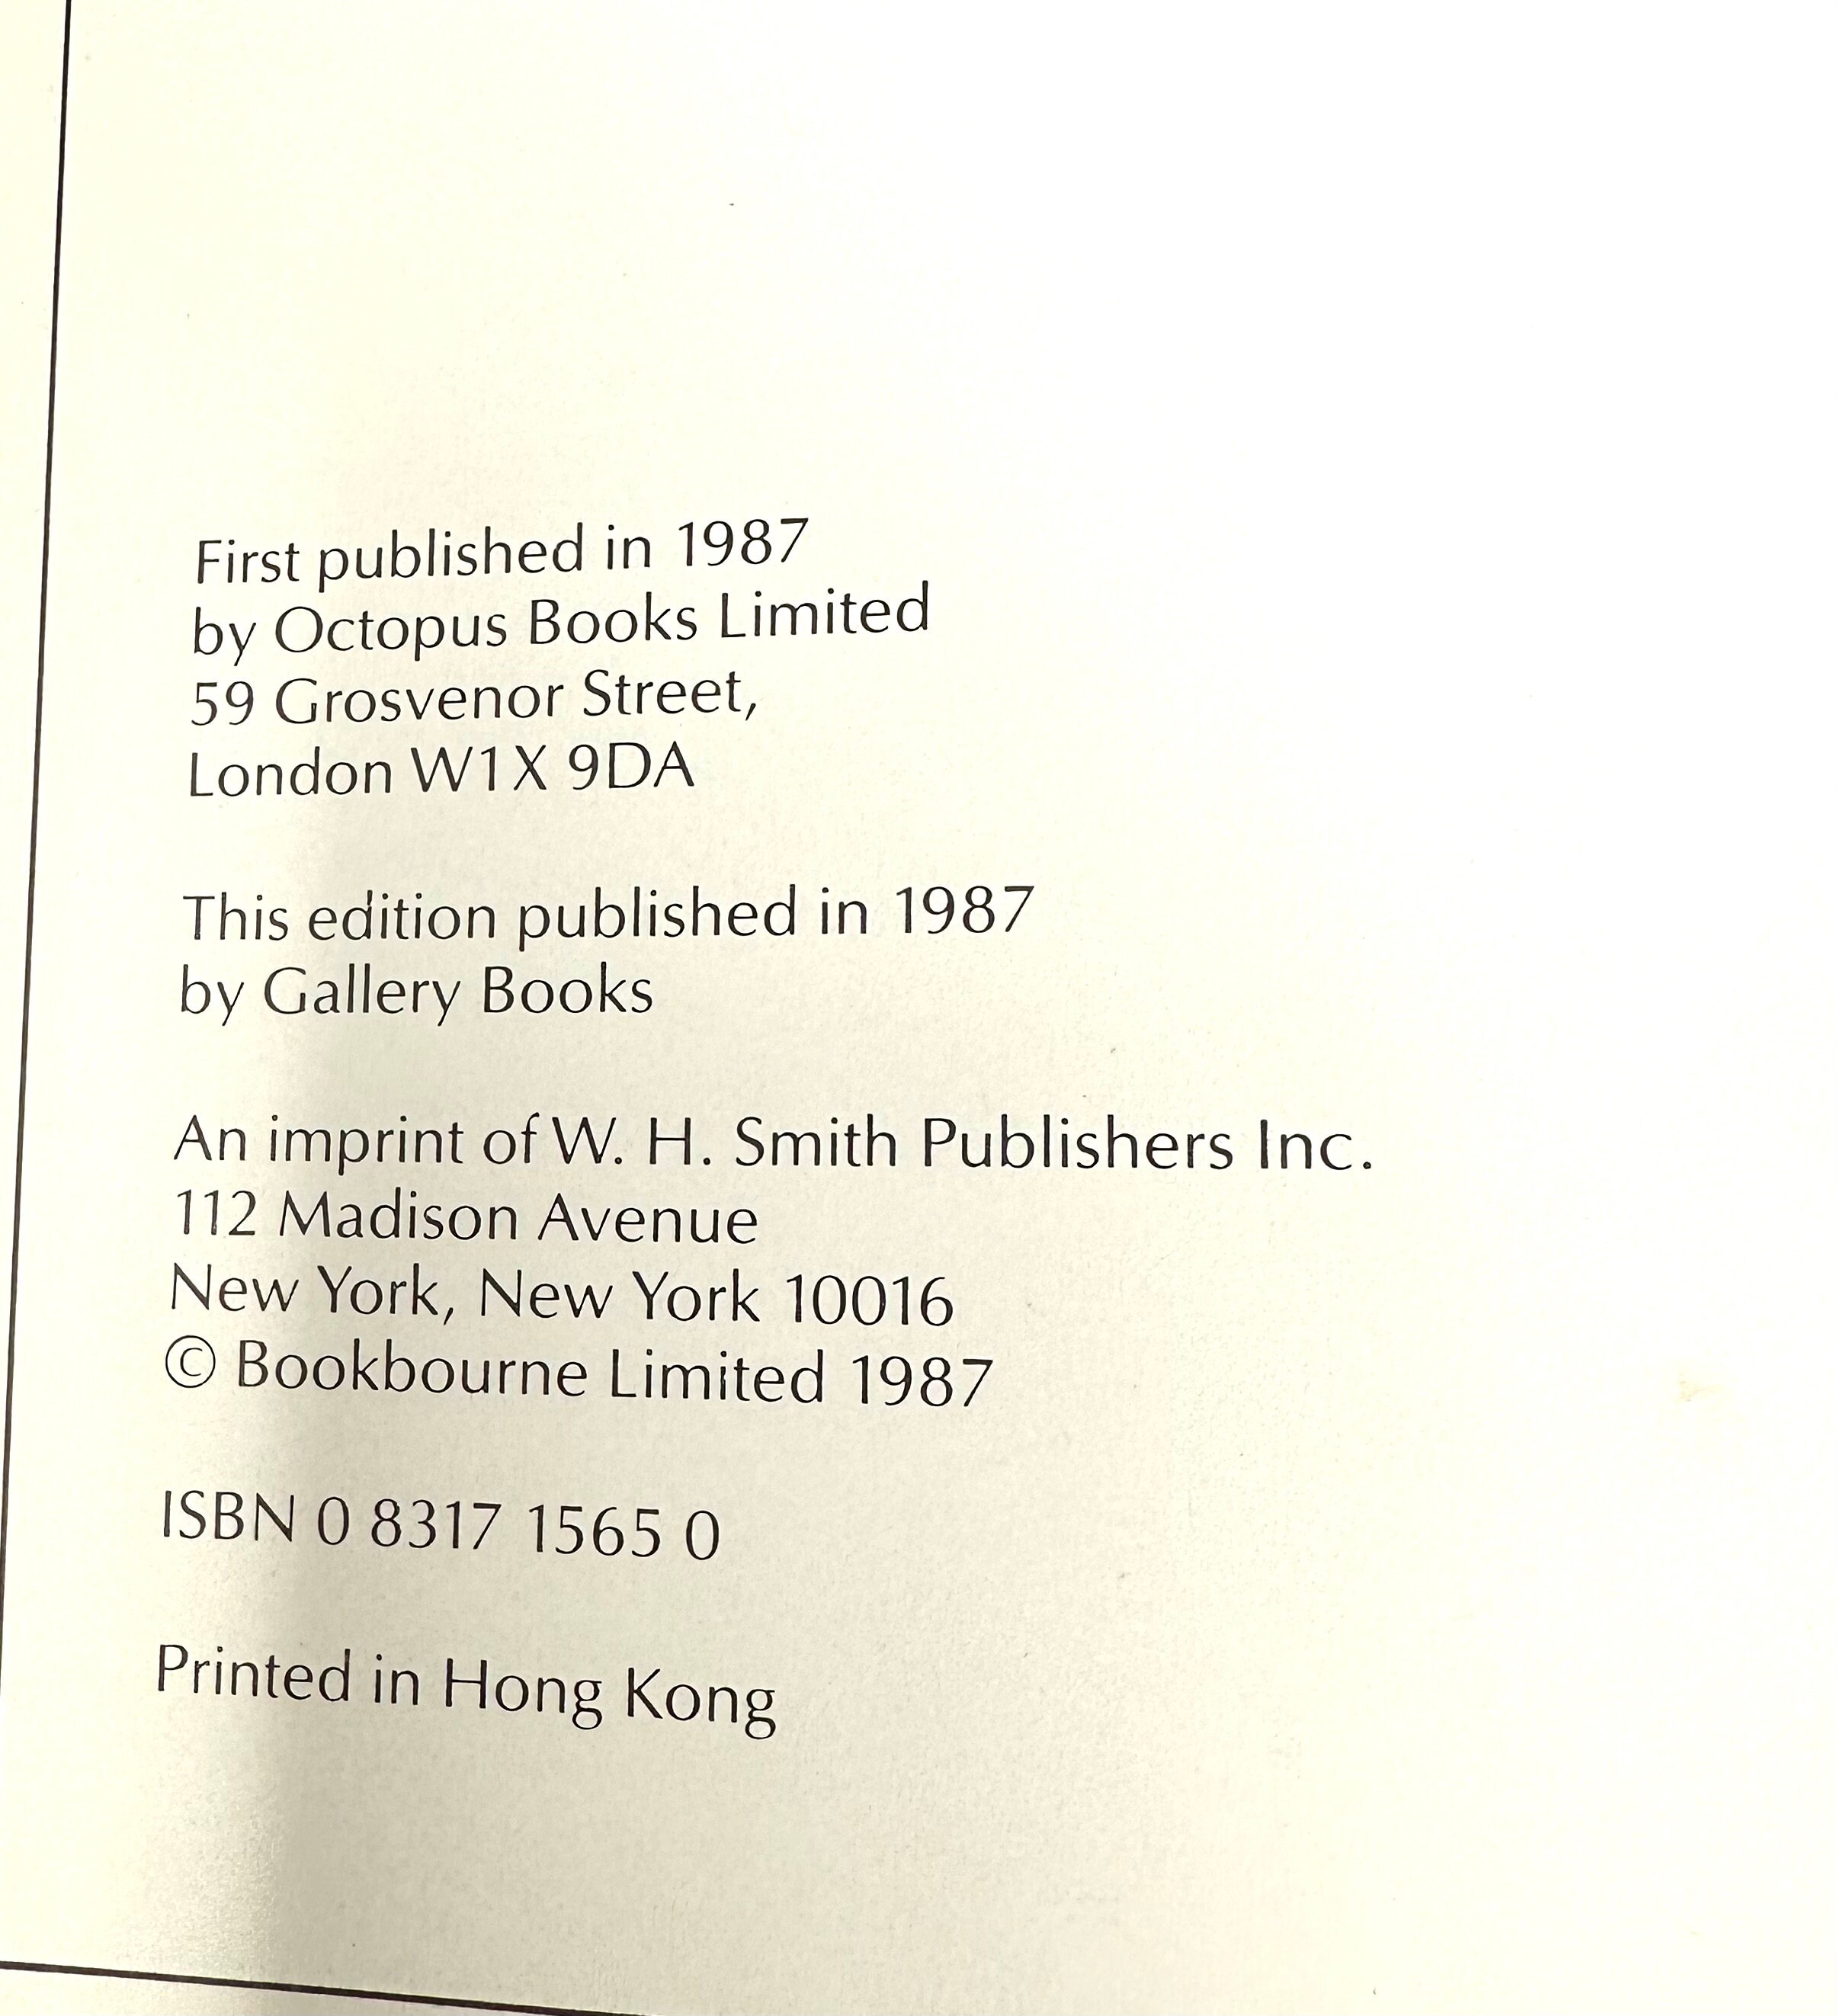 First published in 1987
by Octopus Books Limited
59 Grosvenor Street,
London W1X 9DA
This edition published in 1987
by Gallery Books
An imprint of W. H. Smith Publishers Inc.
112 Madison Avenue
New York, New York 10016
© Bookbourne Limited 1987
ISBN 0 8317 1565 0
Printed in Hong Kong